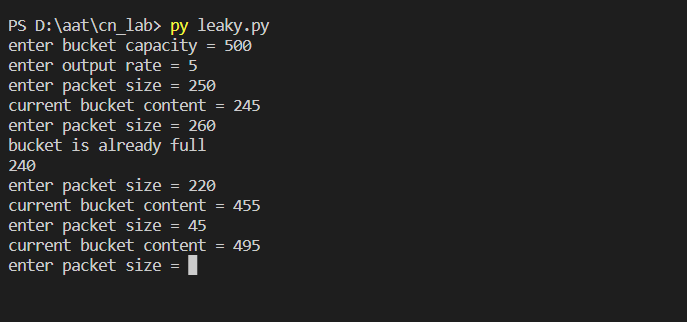 PS D:\aat\cn_lab> py leaky.py
enter bucket capacity = 500
enter output rate = 5
enter packet size = 250
current bucket content = 245
enter packet size = 260
bucket is already full
240
enter packet size = 220
current bucket content = 455
enter packet size = 45
current bucket content = 495
enter packet size =